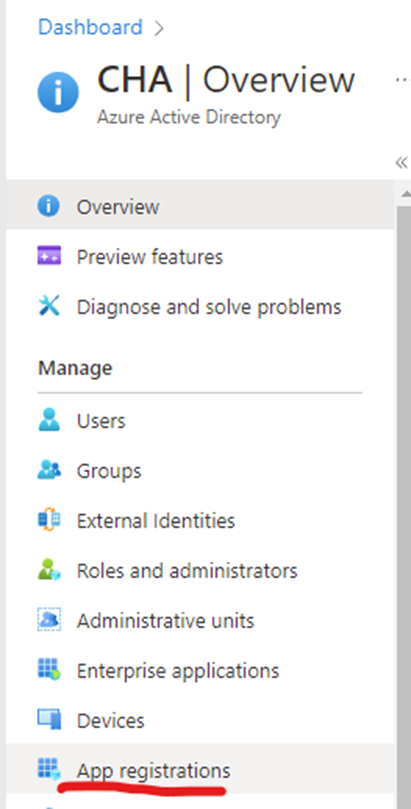 Dashboard >
CHA | Overview
...
Azure Active Directory
«
Overview
Preview features
Diagnose and solve problems
Manage
Users
Groups
External Identities
Roles and administrators
Administrative units
Enterprise applications
Devices
App registrations